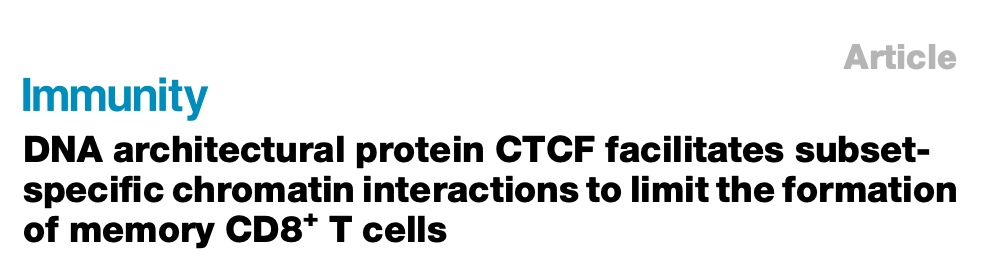 Article
Immunity
DNA architectural protein CTCF facilitates subset-
specific chromatin interactions to limit the formation
of memory CD8⁺ T cells